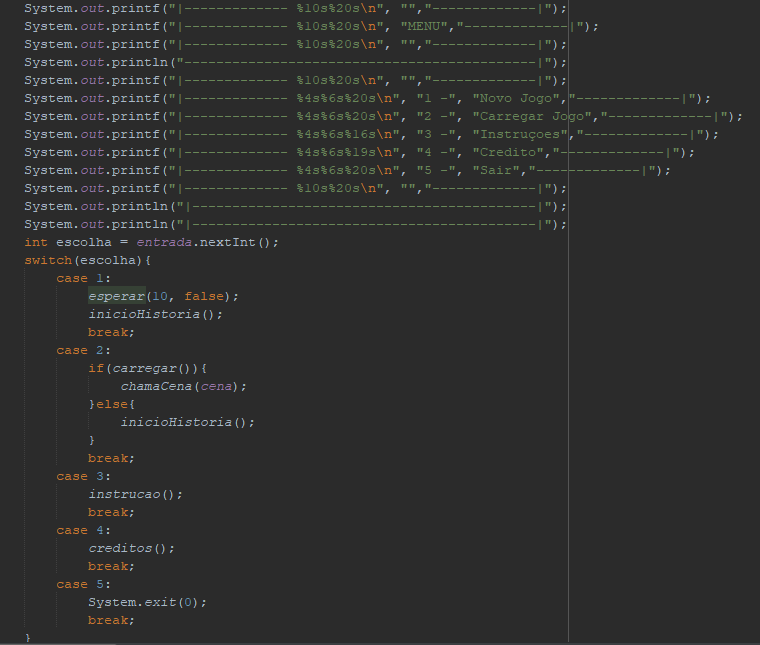 System.out.printf("|------------- %10s%20s\n", "","-------------|");
System.out.printf("|------------- %10s%20s\n", "MENU","-------------|");
System.out.printf("|------------- %10s%20s\n", "","-------------|");
System.out.println("--------------------------------------------|");
System.out.printf("|------------- %10s%20s\n", "","-------------|");
System.out.printf("|------------- %4s%6s%20s\n", "1 -", "Novo Jogo","-------------|");
System.out.printf("|------------- %4s%6s%20s\n", "2 -", "Carregar Jogo","-------------|");
System.out.printf("|------------- %4s%6s%16s\n", "3 -", "Instruçoes","-------------|");
System.out.printf("|------------- %4s%6s%19s\n", "4 -", "Credito","-------------|");
System.out.printf("|------------- %4s%6s%20s\n", "5 -", "Sair","-------------|");
System.out.printf("|------------- %10s%20s\n", "","-------------|");
System.out.println("|-------------------------------------------|");
System.out.println("|-------------------------------------------|");
int escolha = entrada.nextInt();
switch(escolha){
case 1:
esperar(10, false);
inicioHistoria();
break;
case 2:
if(carregar()){
chamaCena(cena);
}else{
inicioHistoria();
}
break;
case 3:
instrucao();
break;
case 4:
creditos();
break;
case 5:
System.exit(0);
break;
}